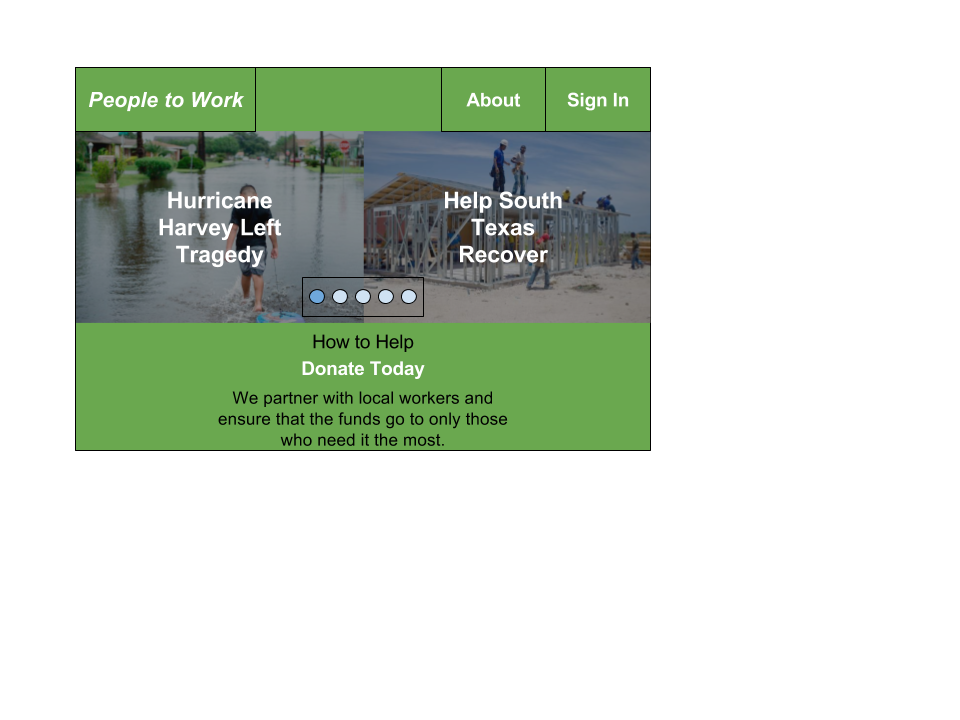 People to Work
About
Sign In
Hurricane
Harvey Left
Tragedy
Help South
Texas
Recover
How to Help
Donate Today
We partner with local workers and
ensure that the funds go to only those
who need it the most.